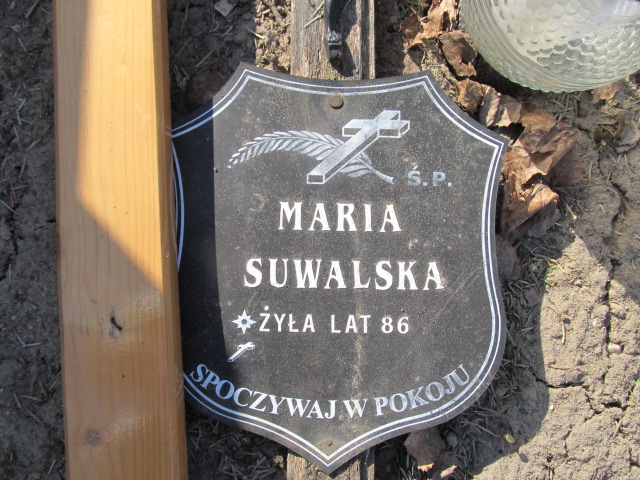 Ś.P.
MARIA
SUWALSKA
ŻYŁA LAT 86
SPOCZYWAJ W POKOJU